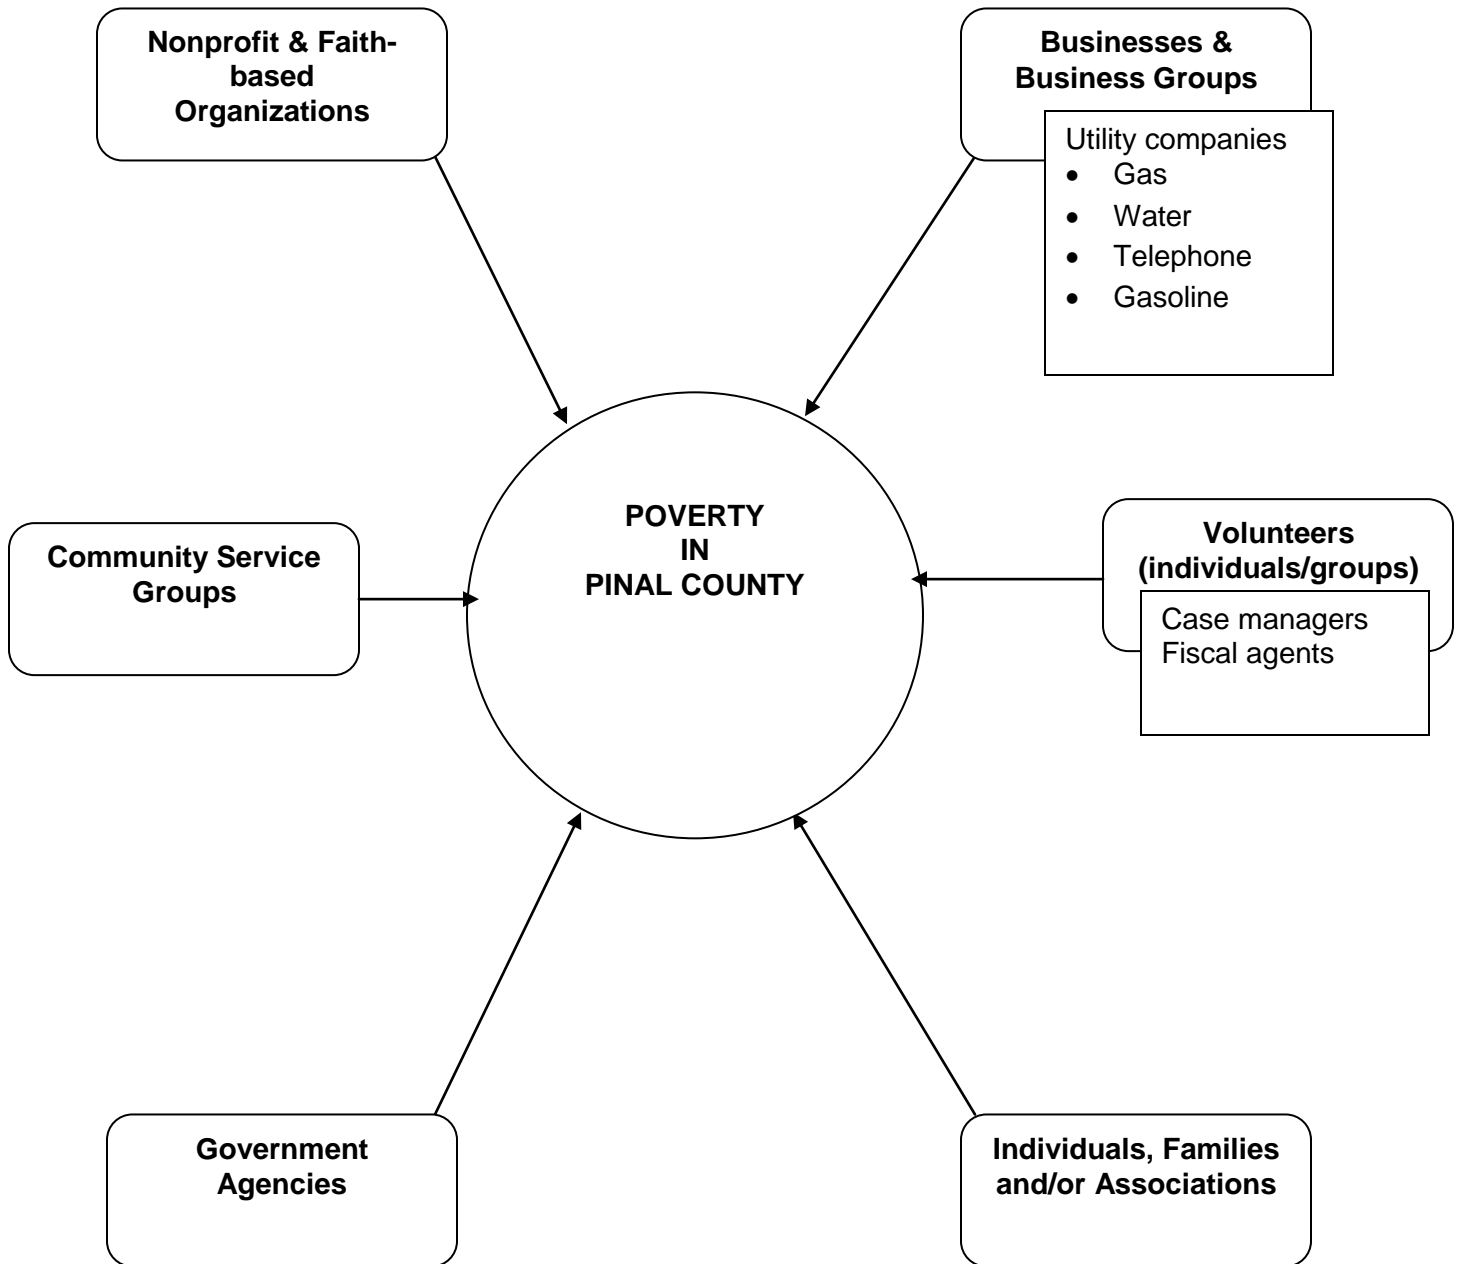 Nonprofit & Faith-
based
Organizations
Businesses &
Business Groups
Utility companies
• Gas
• Water
• Telephone
• Gasoline
POVERTY
IN
PINAL COUNTY
Community Service
Groups
Volunteers
(individuals/groups)
Case managers
Fiscal agents
Government
Agencies
Individuals, Families
and/or Associations